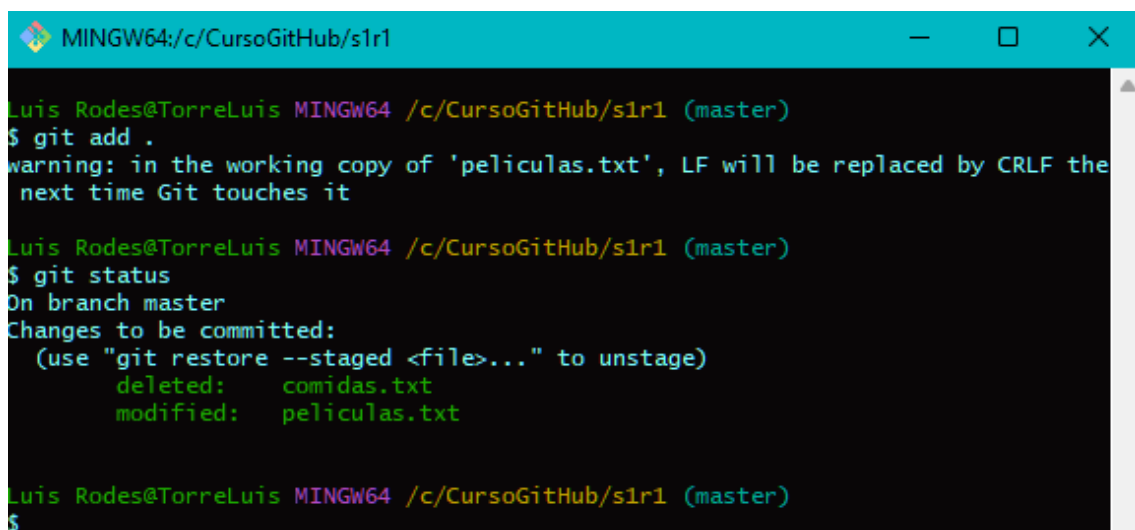 MINGW64:/c/CursoGitHub/s1r1
Luis Rodes@TorreLuis MINGW64 /c/CursoGitHub/s1r1 (master)
$ git add .
warning: in the working copy of 'peliculas.txt', LF will be replaced by CRLF the
next time Git touches it
Luis Rodes@TorreLuis MINGW64 /c/CursoGitHub/s1r1 (master)
$ git status
On branch master
Changes to be committed:
(use "git restore --staged <file>..." to unstage)
deleted:    comidas.txt
modified:   peliculas.txt
Luis Rodes@TorreLuis MINGW64 /c/CursoGitHub/s1r1 (master)
$